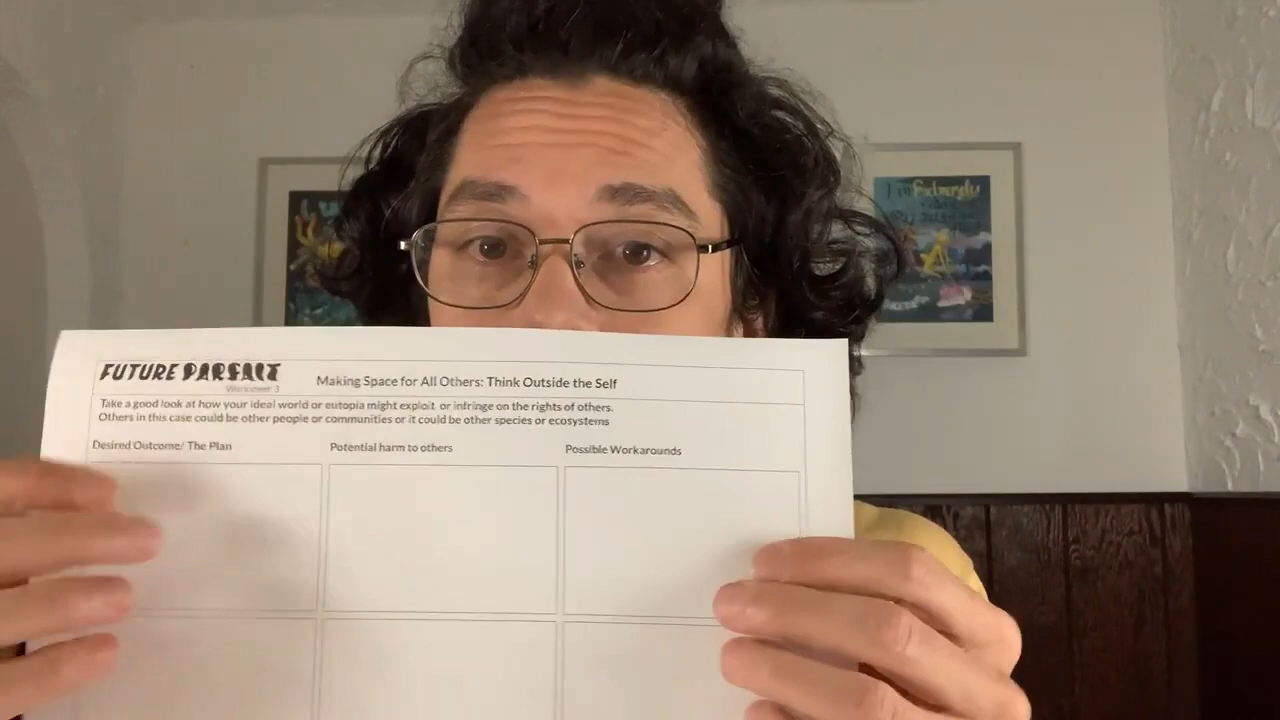 FUTURE PARFAIT
Worksheet 3
Making Space for All Others: Think Outside the Self
Take a good look at how your ideal world or eutopia might exploit or infringe on the rights of others.
Others in this case could be other people or communities or it could be other species or ecosystems
Desired Outcome/ The Plan
Potential harm to others
Possible Workarounds
I'm Extremely